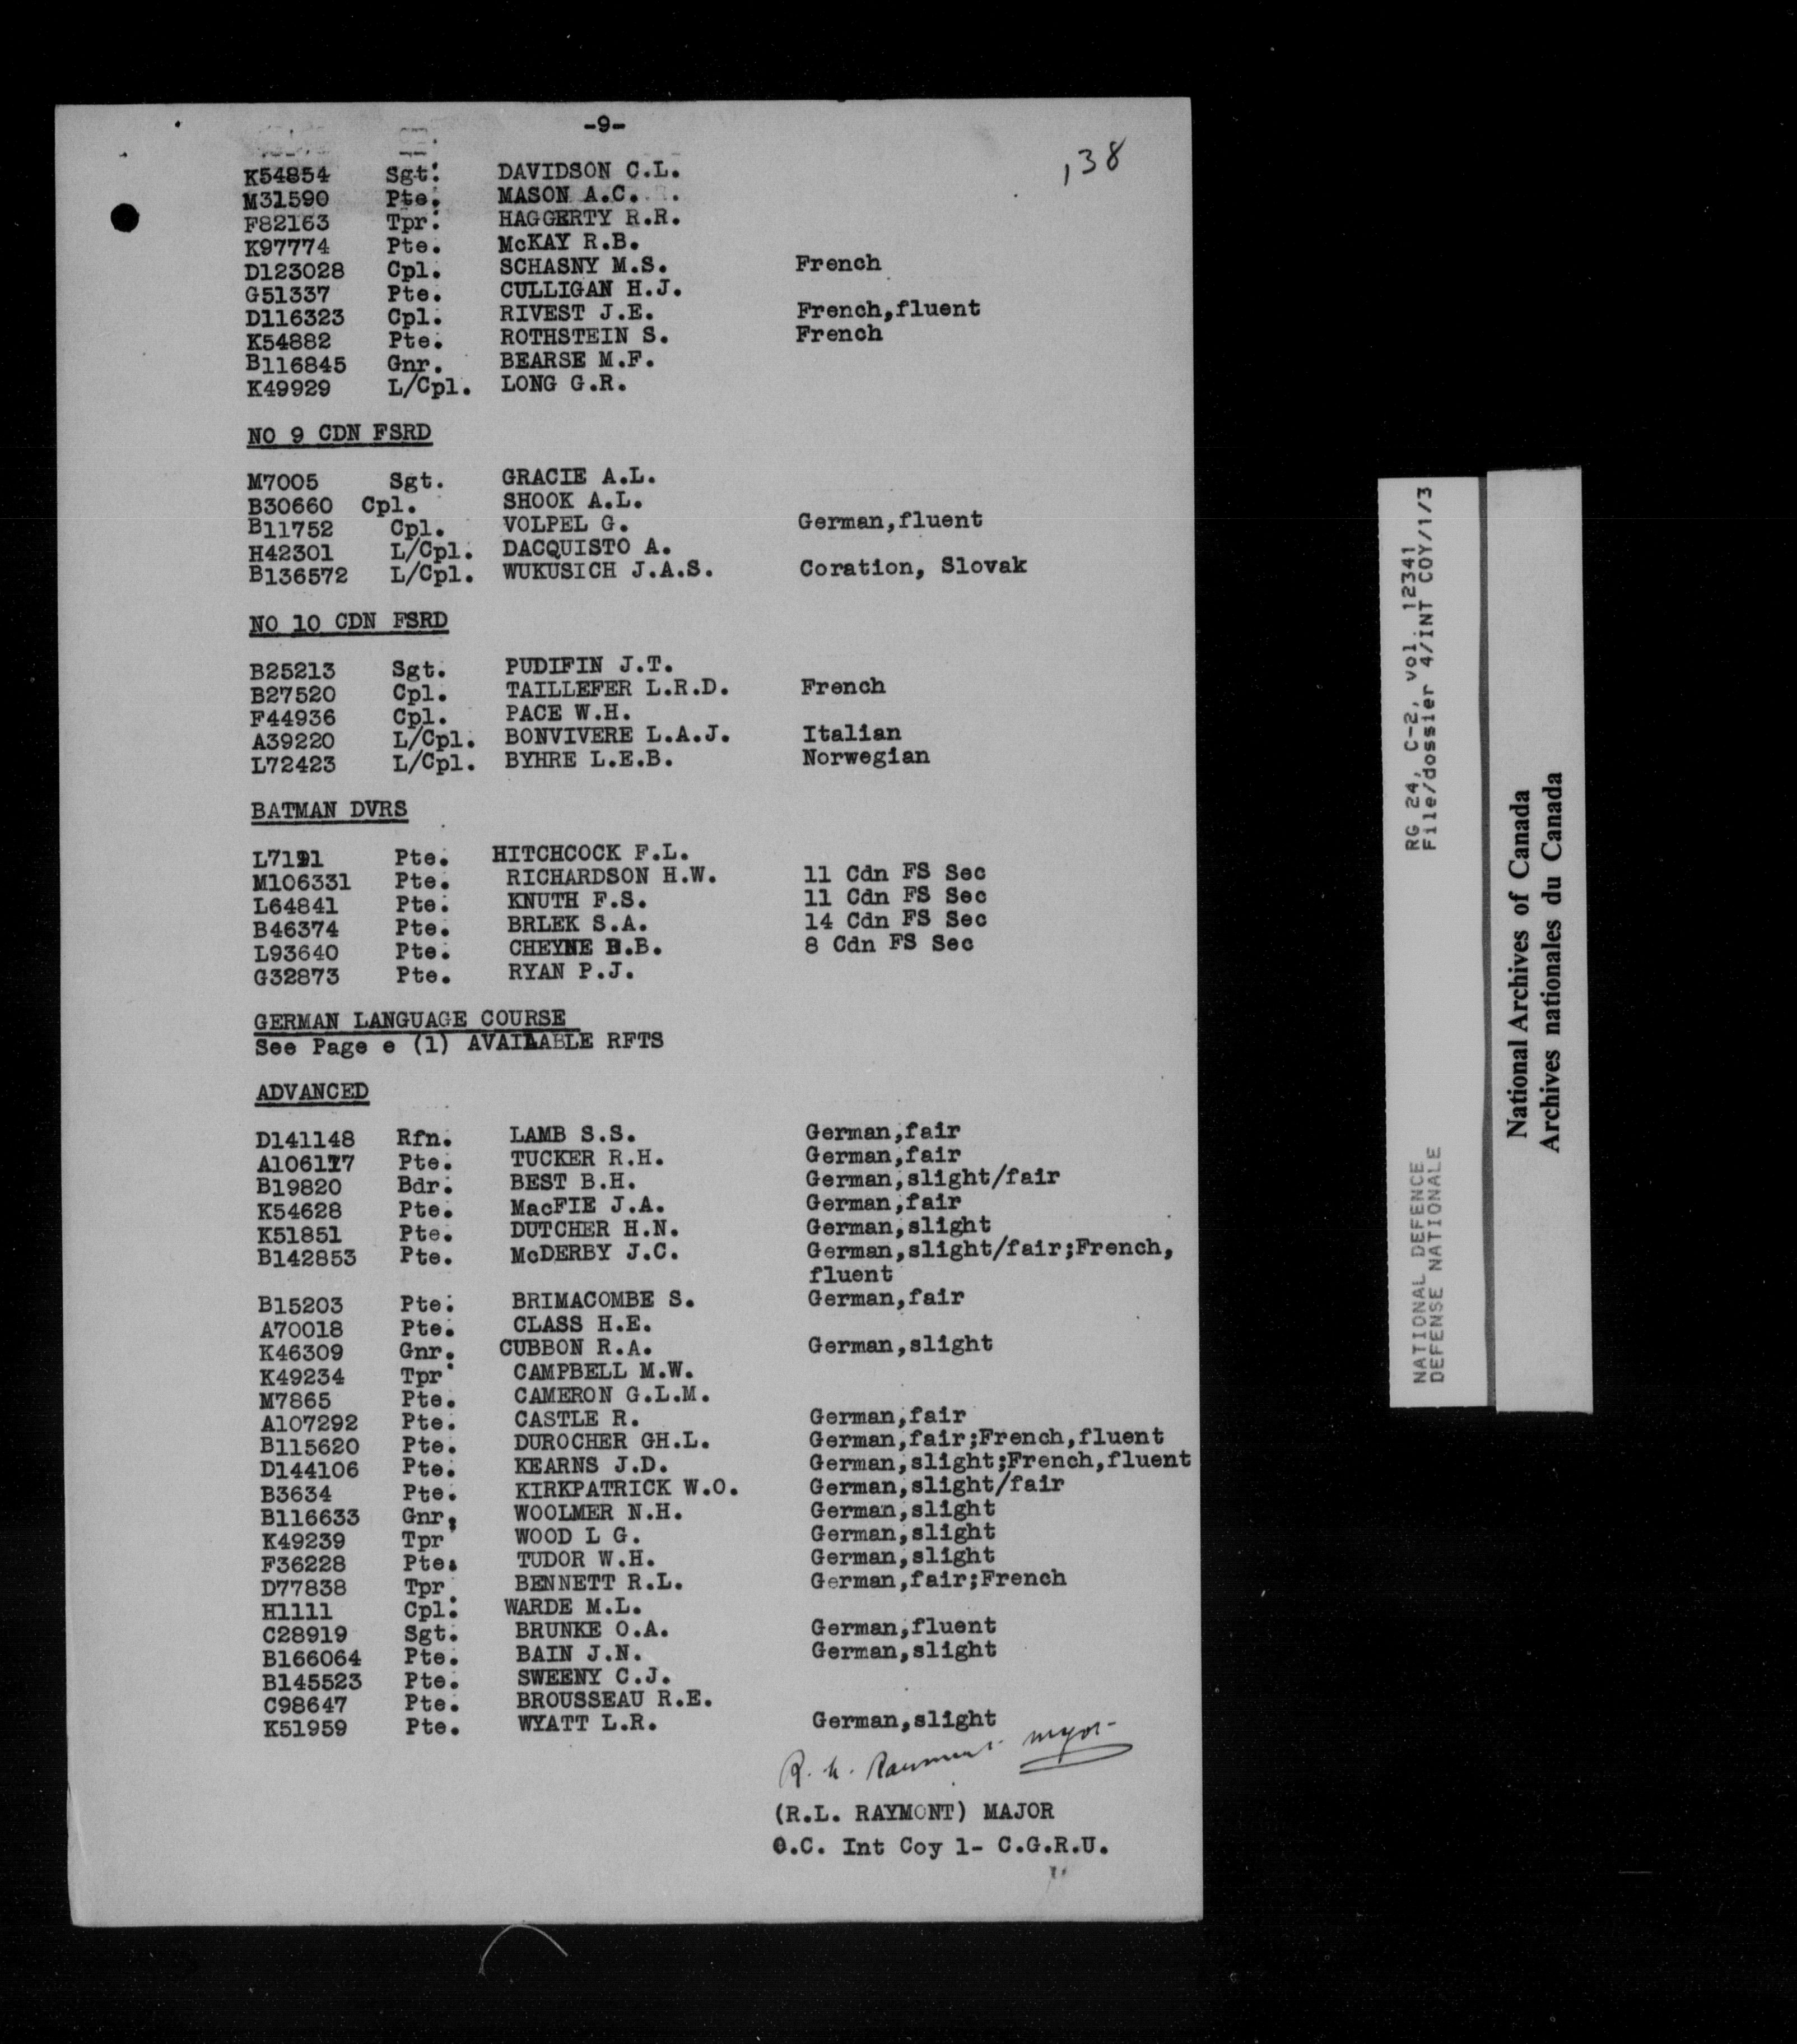 -9-
,38
K54854 Sgt. DAVIDSON C.L.
M31590 Pte. MASON A.C.
F82163 Tpr. HAGGERTY R.R.
K97774 Pte. McKAY R.B.
D123028 Cpl. SCHASNY M.S. French
G51337 Pte. CULLIGAN H.J.
D116323 Cpl. RIVEST J.E. French,fluent
K54882 Pte. ROTHSTEIN S. French
B116845 Gnr. BEARSE M.F.
K49929 L/Cpl. LONG G.R.
NO 9 CDN FSRD
M7005 Sgt. GRACIE A.L.
B30660 Cpl. SHOOK A.L.
B11752 Cpl. VOLPEL G. German,fluent
H42301 L/Cpl. DACQUISTO A.
B136572 L/Cpl. WUKUSICH J.A.S. Coration, Slovak
NO 10 CDN FSRD
B25213 Sgt. PUDIFIN J.T.
B27520 Cpl. TAILLEFER L.R.D. French
F44936 Cpl. PACE W.H.
A39220 L/Cpl. BONVIVERE L.A.J. Italian
L72423 L/Cpl. BYHRE L.E.B. Norwegian
BATMAN DVRS
Pte. HITCHCOCK F.L.
M106331 Pte. RICHARDSON H.W. 11 Cdn FS Sec
L64841 Pte. KNUTH F.S. 11 Cdn FS Sec
B46374 Pte. BRLEK S.A. 14 Cdn FS Sec
L93640 Pte. CHEYNE B.B. 8 Cdn FS Sec
G32873 Pte. RYAN P.J.
GERMAN LANGUAGE COURSE
See Page e (1) AVAILABLE RFTS
ADVANCED
D141148 Rfn. LAMB S.S. German,fair
A106117 Pte. TUCKER R.H. German,fair
B19820 Bdr. BEST B.H. German,slight/fair
K54628 Pte. MacFIE J.A. German,fair
K51851 Pte. DUTCHER H.N. German,slight
B142853 Pte. McDERBY J.C. German,slight/fair;French,
fluent
B15203 Pte. BRIMACOMBE S. German,fair
A70018 Pte. CLASS H.E.
K46309 Gnr. CUBBON R.A. German,slight
K49234 Tpr CAMPBELL M.W.
M7865 Pte. CAMERON G.L.M.
A107292 Pte. CASTLE R. German,fair
B115620 Pte. DUROCHER GH.L. German,fair;French,fluent
D144106 Pte. KEARNS J.D. German,slight;French,fluent
B3634 Pte. KIRKPATRICK W.O. German,slight/fair
B116633 Gnr. WOOLMER N.H. German,slight
K49239 Tpr WOOD L G. German,slight
F36228 Pte. TUDOR W.H. German,slight
D77838 Tpr BENNETT R.L. German,fair;French
H1111 Cpl. WARDE M.L.
C28919 Sgt. BRUNKE O.A. German,fluent
B166064 Pte. BAIN J.N. German,slight
B145523 Pte. SWEENY C.J.
C98647 Pte. BROUSSEAU R.E.
K51959 Pte. WYATT L.R. German,slight
R. L. Raymont Major
(R.L. RAYMONT) MAJOR
O.C. Int Coy 1- C.G.R.U.
NATIONAL DEFENCE RG 24, C-2, vol. 12341
DEFENSE NATIONALE File/dossier 4/INT COY/1/3
National Archives of Canada
Archives nationales du Canada